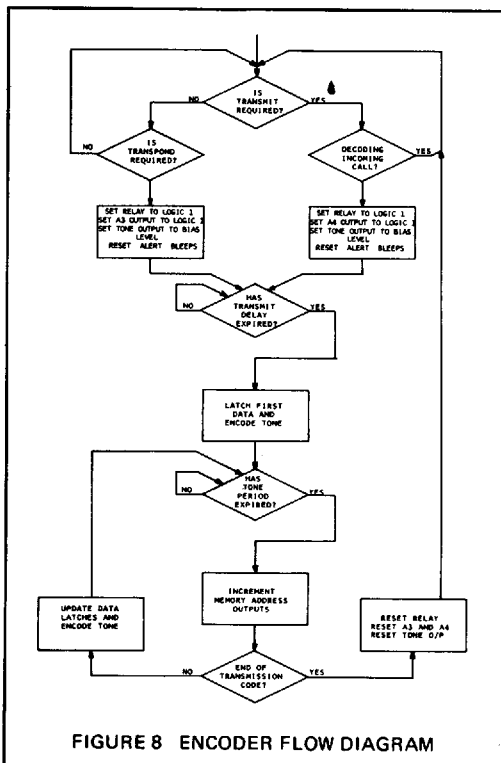 IS
TRANSMIT
REQUIRED?
NO
YES
IS
TRANSPOND
REQUIRED?
NO
DECODING
INCOMING
CALL?
YES
SET RELAY TO LOGIC 1
SET A3 OUTPUT TO LOGIC 1
SET TONE OUTPUT TO BIAS
LEVEL
RESET ALERT BLEEPS
SET RELAY TO LOGIC 1
SET A4 OUTPUT TO LOGIC 1
SET TONE OUTPUT TO BIAS
LEVEL
RESET ALERT BLEEPS
HAS
TRANSMIT
DELAY
EXPIRED?
NO
YES
LATCH FIRST
DATA AND
ENCODE TONE
HAS
TONE
PERIOD
EXPIRED?
NO
YES
UPDATE DATA
LATCHES AND
ENCODE TONE
INCREMENT
MEMORY ADDRESS
OUTPUTS
RESET RELAY
RESET A3 AND A4
RESET TONE O/P
END OF
TRANSMISSION
CODE?
NO
YES
FIGURE 8 ENCODER FLOW DIAGRAM